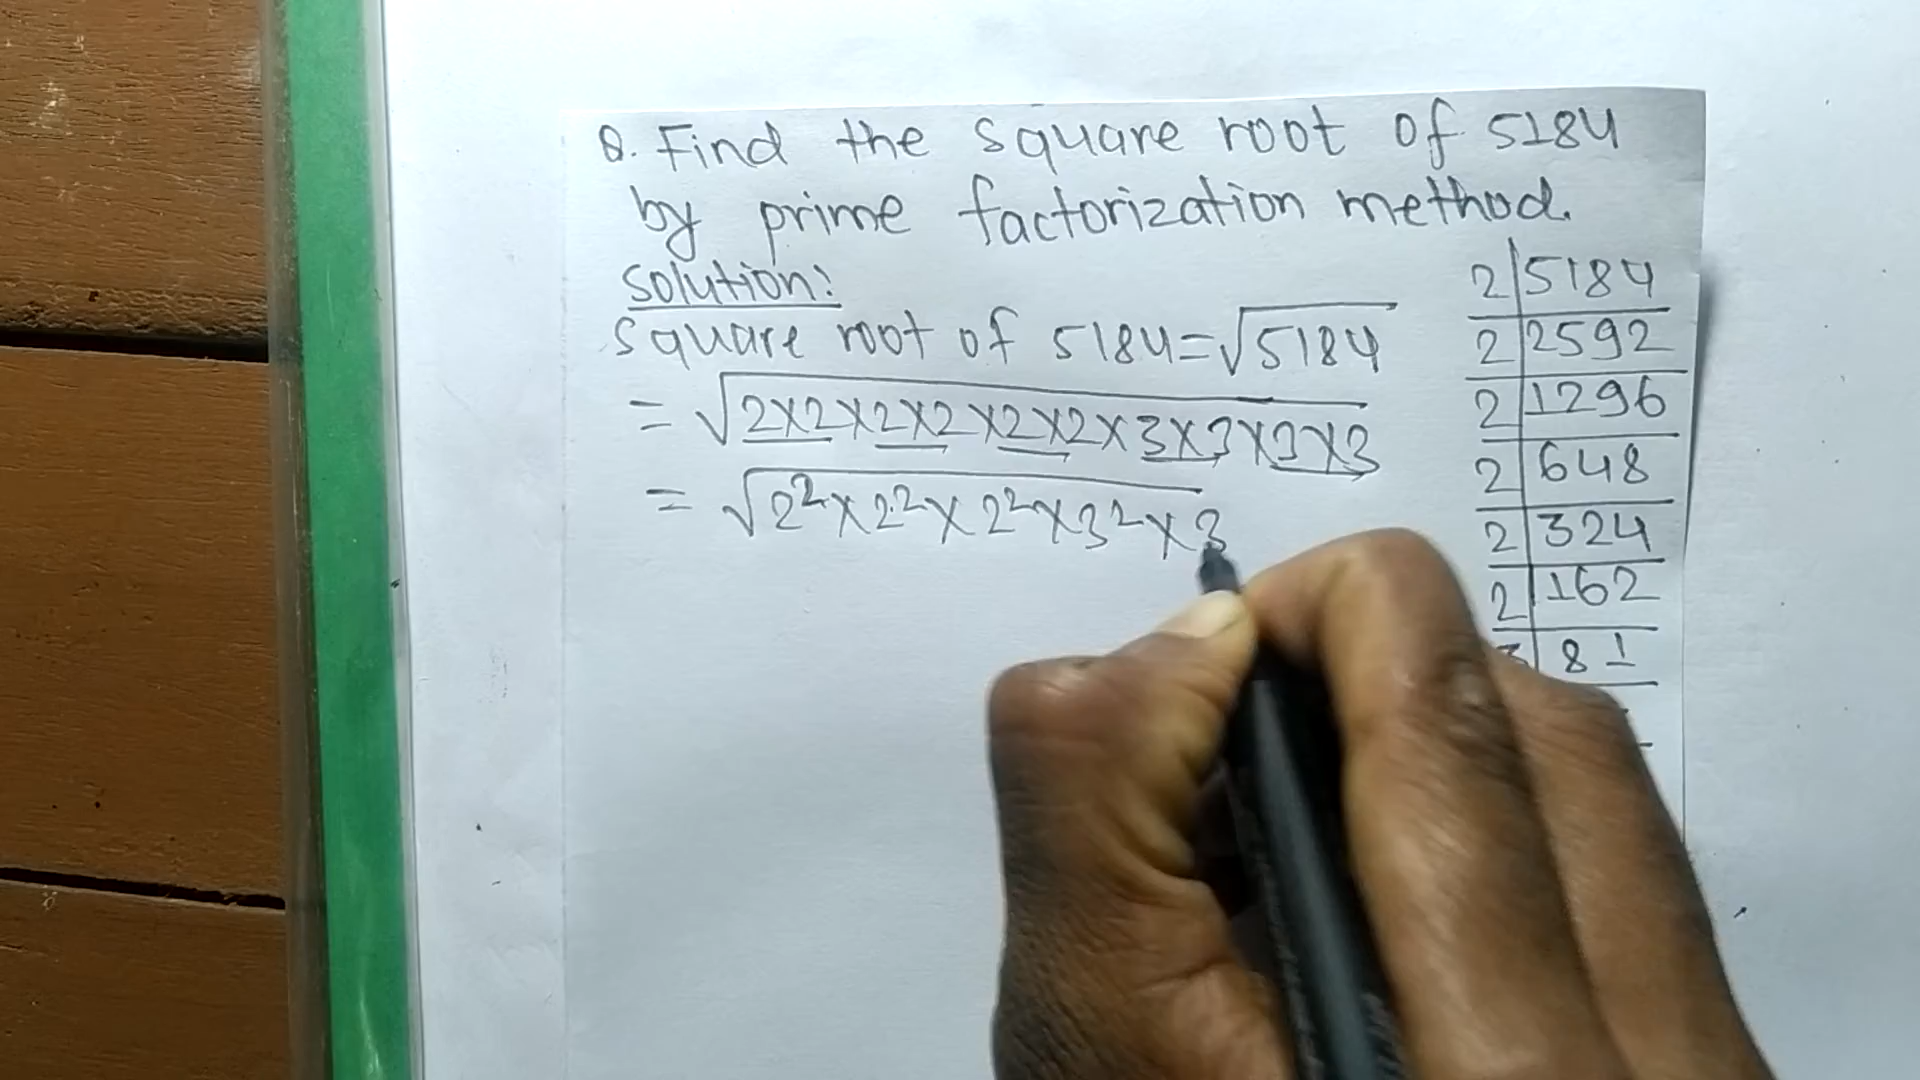 Q. Find the square root of 5184
by prime factorization method.
Solution:
Square root of 5184=√5184
= √2×2×2×2×2×2×3×3×3×3
= √2²×2²×2²×3²×3
2|5184
2|2592
2|1296
2|648
2|324
2|162
3|81